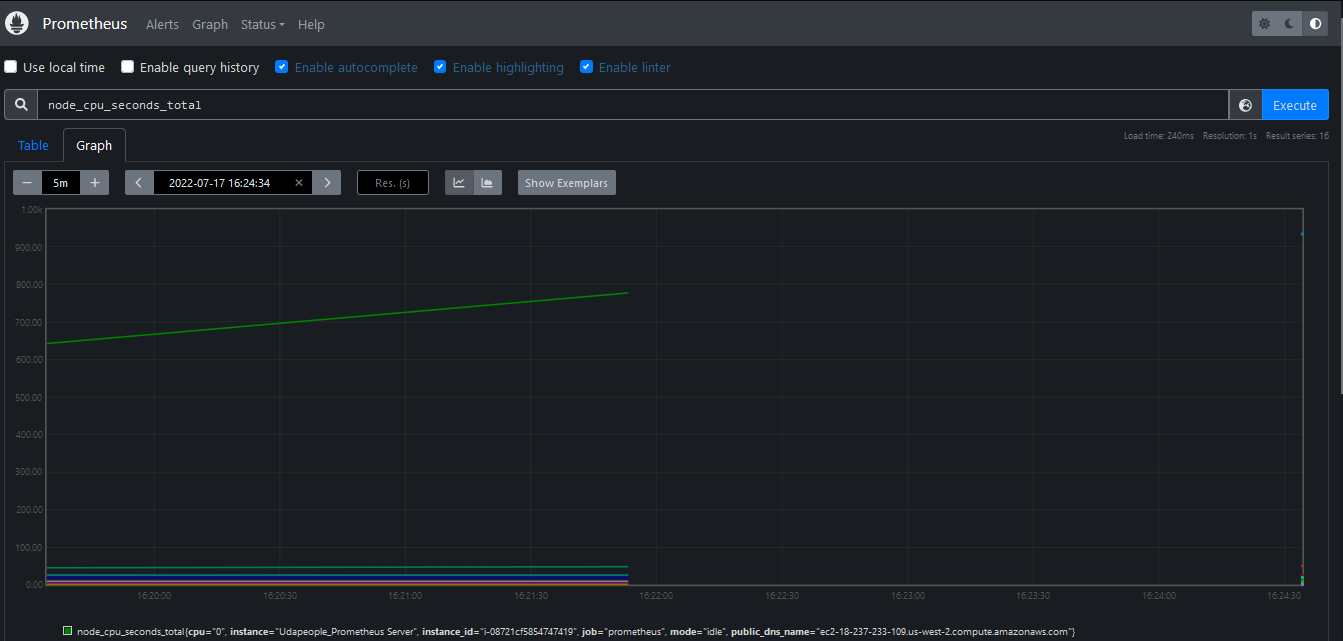 Prometheus Alerts Graph Status Help
Use local time Enable query history Enable autocomplete Enable highlighting Enable linter
node_cpu_seconds_total Execute
Load time: 240ms Resolution: 1s Result series: 16
Table Graph
− 5m + 2022-07-17 16:24:34 × Res. (s) Show Exemplars
1.00k
900.00
800.00
700.00
600.00
500.00
400.00
300.00
200.00
100.00
0.00
16:20:00 16:20:30 16:21:00 16:21:30 16:22:00 16:22:30 16:23:00 16:23:30 16:24:00 16:24:30
node_cpu_seconds_total{cpu="0", instance="Udapeople_Prometheus Server", instance_id="i-08721cf5854747419", job="prometheus", mode="idle", public_dns_name="ec2-18-237-233-109.us-west-2.compute.amazonaws.com"}